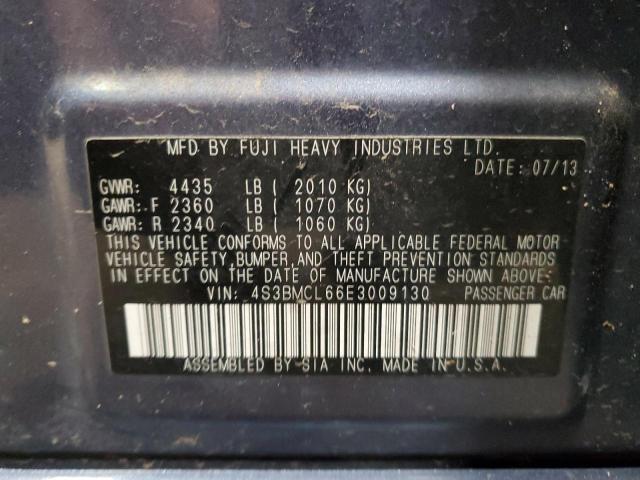 MFD BY FUJI HEAVY INDUSTRIES LTD.
DATE: 07/13
GVWR: 4435 LB ( 2010 KG)
GAWR: F 2360 LB ( 1070 KG)
GAWR: R 2340 LB ( 1060 KG)
THIS VEHICLE CONFORMS TO ALL APPLICABLE FEDERAL MOTOR
VEHICLE SAFETY, BUMPER, AND THEFT PREVENTION STANDARDS
IN EFFECT ON THE DATE OF MANUFACTURE SHOWN ABOVE.
VIN: 4S3BMCL66E3009130 PASSENGER CAR
ASSEMBLED BY SIA INC. MADE IN U.S.A.